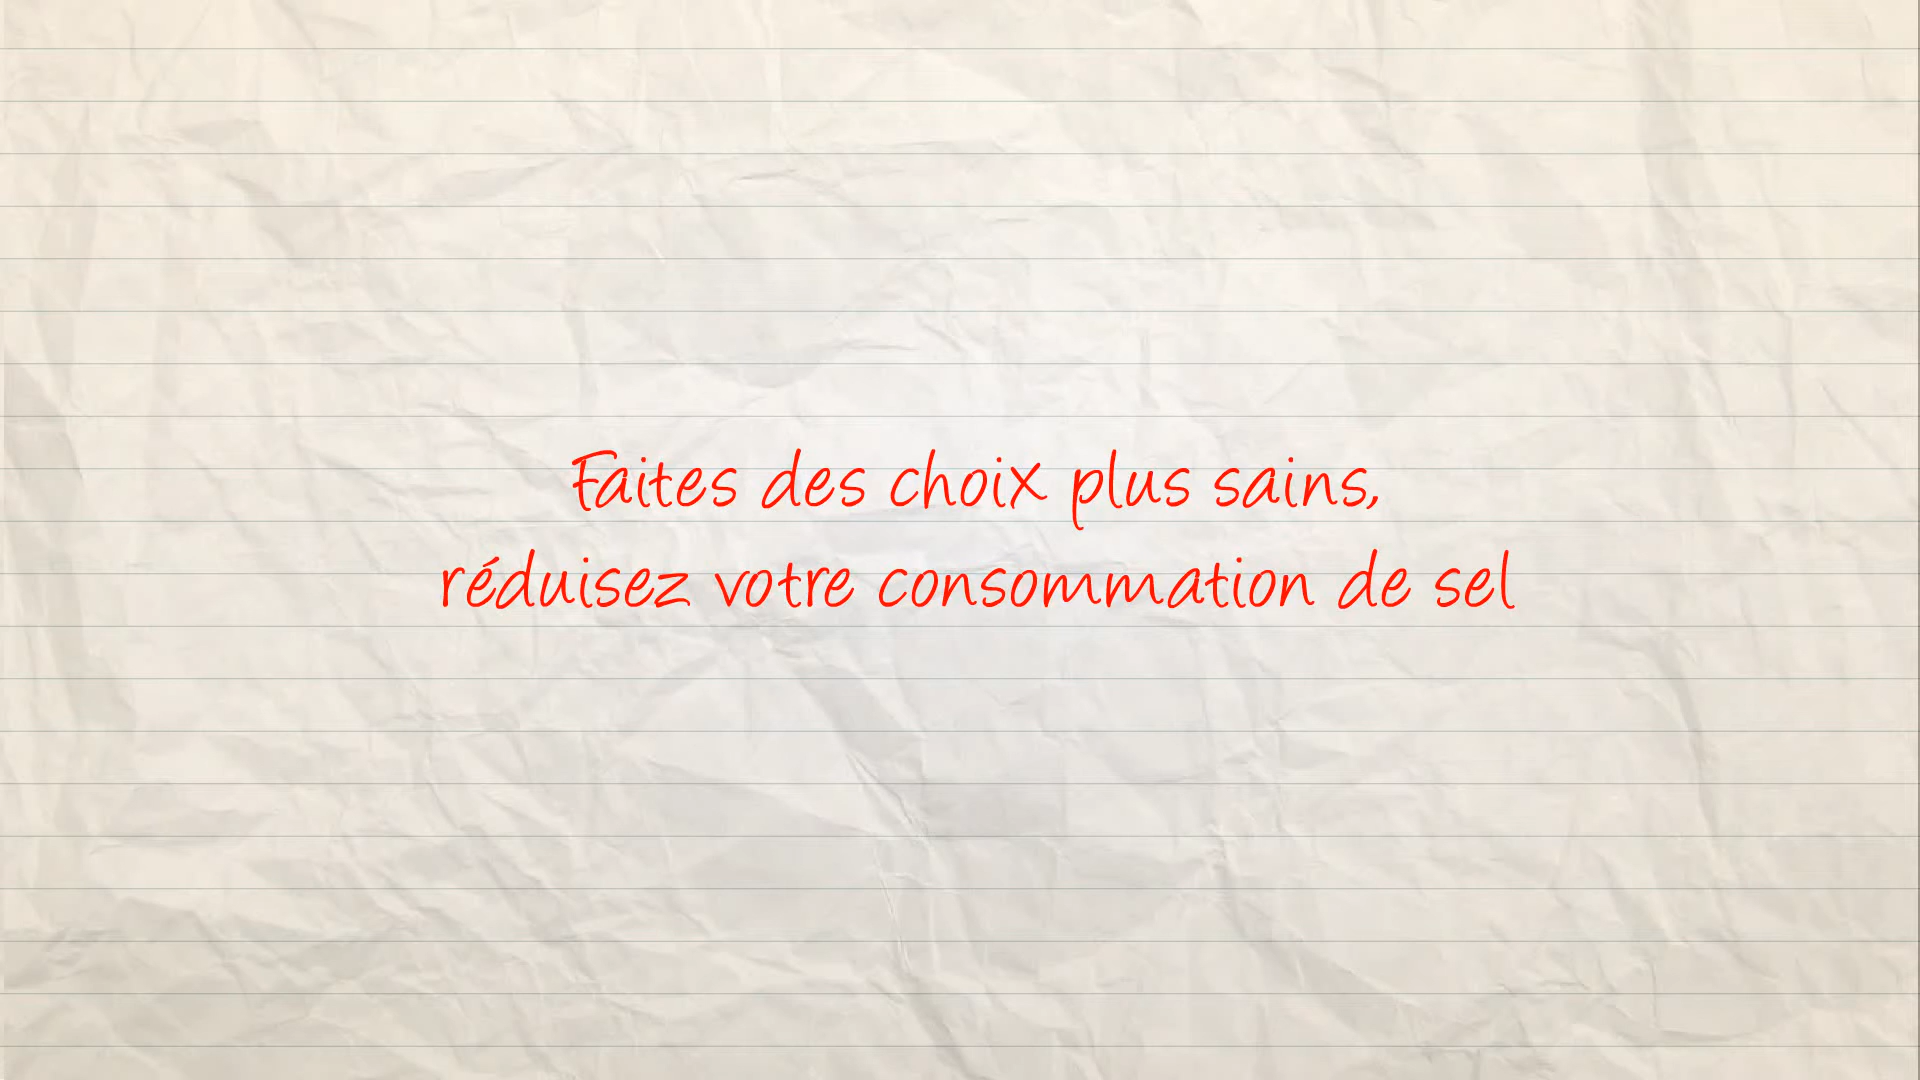 Faites des choix plus sains,
réduisez votre consommation de sel